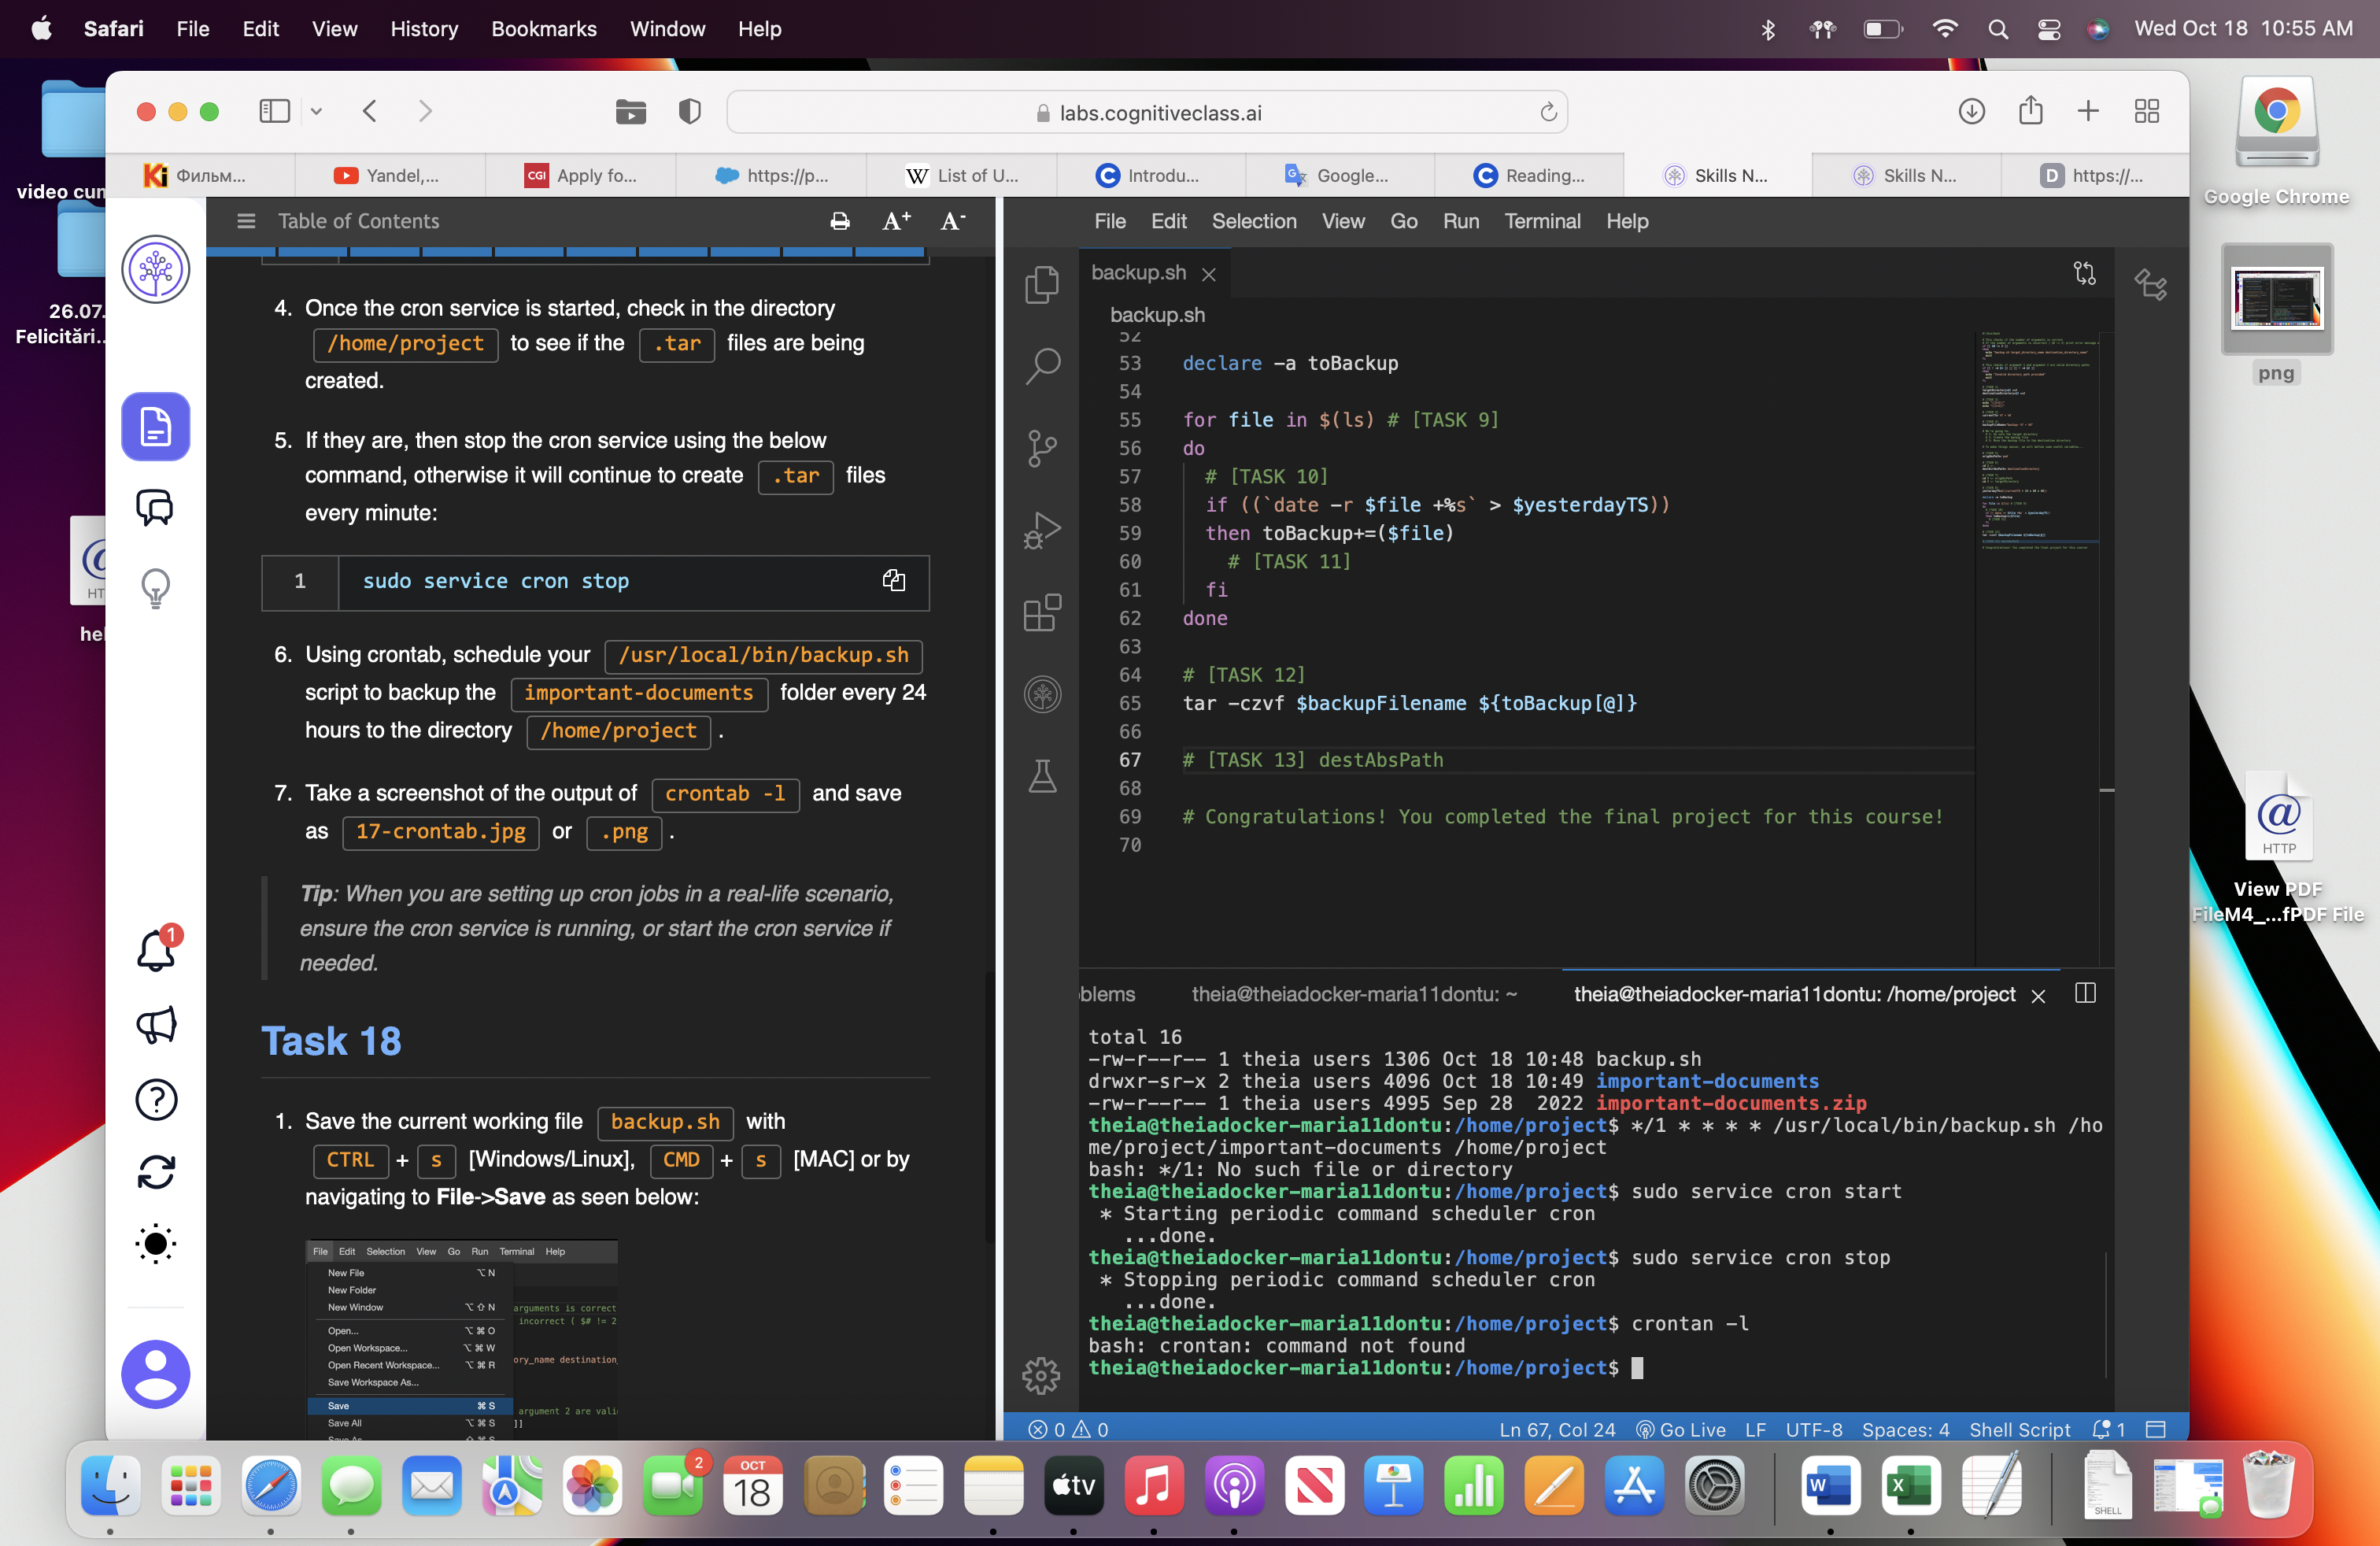 Safari File Edit View History Bookmarks Window Help Wed Oct 18 10:55 AM
labs.cognitiveclass.ai
Фильм... Yandel,... CGI Apply fo... https://p... W List of U... Introdu... Google... Reading... Skills N... Skills N... D https://...
video cum
26.07.
Felicitări..
HT
hel
Google Chrome
png
HTTP
View PDF
FileM4_...fPDF File
Table of Contents A+ A-
4. Once the cron service is started, check in the directory
/home/project to see if the .tar files are being
created.
5. If they are, then stop the cron service using the below
command, otherwise it will continue to create .tar files
every minute:
1 sudo service cron stop
6. Using crontab, schedule your /usr/local/bin/backup.sh
script to backup the important-documents folder every 24
hours to the directory /home/project .
7. Take a screenshot of the output of crontab -l and save
as 17-crontab.jpg or .png .
Tip: When you are setting up cron jobs in a real-life scenario,
ensure the cron service is running, or start the cron service if
needed.
Task 18
1. Save the current working file backup.sh with
CTRL + s [Windows/Linux], CMD + s [MAC] or by
navigating to File->Save as seen below:
File Edit Selection View Go Run Terminal Help
New File ⌥ N
New Folder
New Window ⌥ ⇧ N
arguments is correct
incorrect ( $# != 2
Open... ⌥ ⌘ O
Open Workspace... ⌥ ⌘ W
Open Recent Workspace... ⌥ ⌘ R
ory_name destination_
Save Workspace As...
Save ⌘ S
argument 2 are vali
Save All ⌥ ⌘ S
]]
1
File Edit Selection View Go Run Terminal Help
backup.sh
backup.sh
52
53 declare -a toBackup
54
55 for file in $(ls) # [TASK 9]
56 do
57 # [TASK 10]
58 if ((`date -r $file +%s` > $yesterdayTS))
59 then toBackup+=($file)
60 # [TASK 11]
61 fi
62 done
63
64 # [TASK 12]
65 tar -czvf $backupFilename ${toBackup[@]}
66
67 # [TASK 13] destAbsPath
68
69 # Congratulations! You completed the final project for this course!
70
blems theia@theiadocker-maria11dontu: ~ theia@theiadocker-maria11dontu: /home/project
total 16
-rw-r--r-- 1 theia users 1306 Oct 18 10:48 backup.sh
drwxr-sr-x 2 theia users 4096 Oct 18 10:49 important-documents
-rw-r--r-- 1 theia users 4995 Sep 28 2022 important-documents.zip
theia@theiadocker-maria11dontu:/home/project$ */1 * * * * /usr/local/bin/backup.sh /ho
me/project/important-documents /home/project
bash: */1: No such file or directory
theia@theiadocker-maria11dontu:/home/project$ sudo service cron start
* Starting periodic command scheduler cron
...done.
theia@theiadocker-maria11dontu:/home/project$ sudo service cron stop
* Stopping periodic command scheduler cron
...done.
theia@theiadocker-maria11dontu:/home/project$ crontan -l
bash: crontan: command not found
theia@theiadocker-maria11dontu:/home/project$
0 0 Ln 67, Col 24 Go Live LF UTF-8 Spaces: 4 Shell Script 1
2 OCT 18 tv W X SHELL